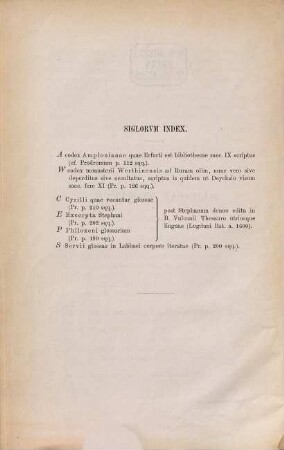 SIGLORVM INDEX.
A codex Amplonianus quae Erfurti est bibliothecae saec. IX scriptus
(cf. Prodromum p. 112 sqq.).
W codex monasterii Werthinensis ad Ruram olim, nunc vero sive
deperditus sive occultatus, scriptus is quidem ut Deycksio visum
saec. fere XI (Pr. p. 126 sqq.).
C Cyrilli quae vocantur glossae
(Pr. p. 210 sqq.).
E Excerpta Stephani
(Pr. p. 202 sqq.).
P Philoxeni glossarium
(Pr. p. 180 sqq.).
post Stephanum denuo edita in
B. Vulcanii Thesauro utriusque
linguae (Lugduni Bat. a. 1600).
S Servii glossae in Labbaei corpore iteratae (Pr. p. 200 sqq.).